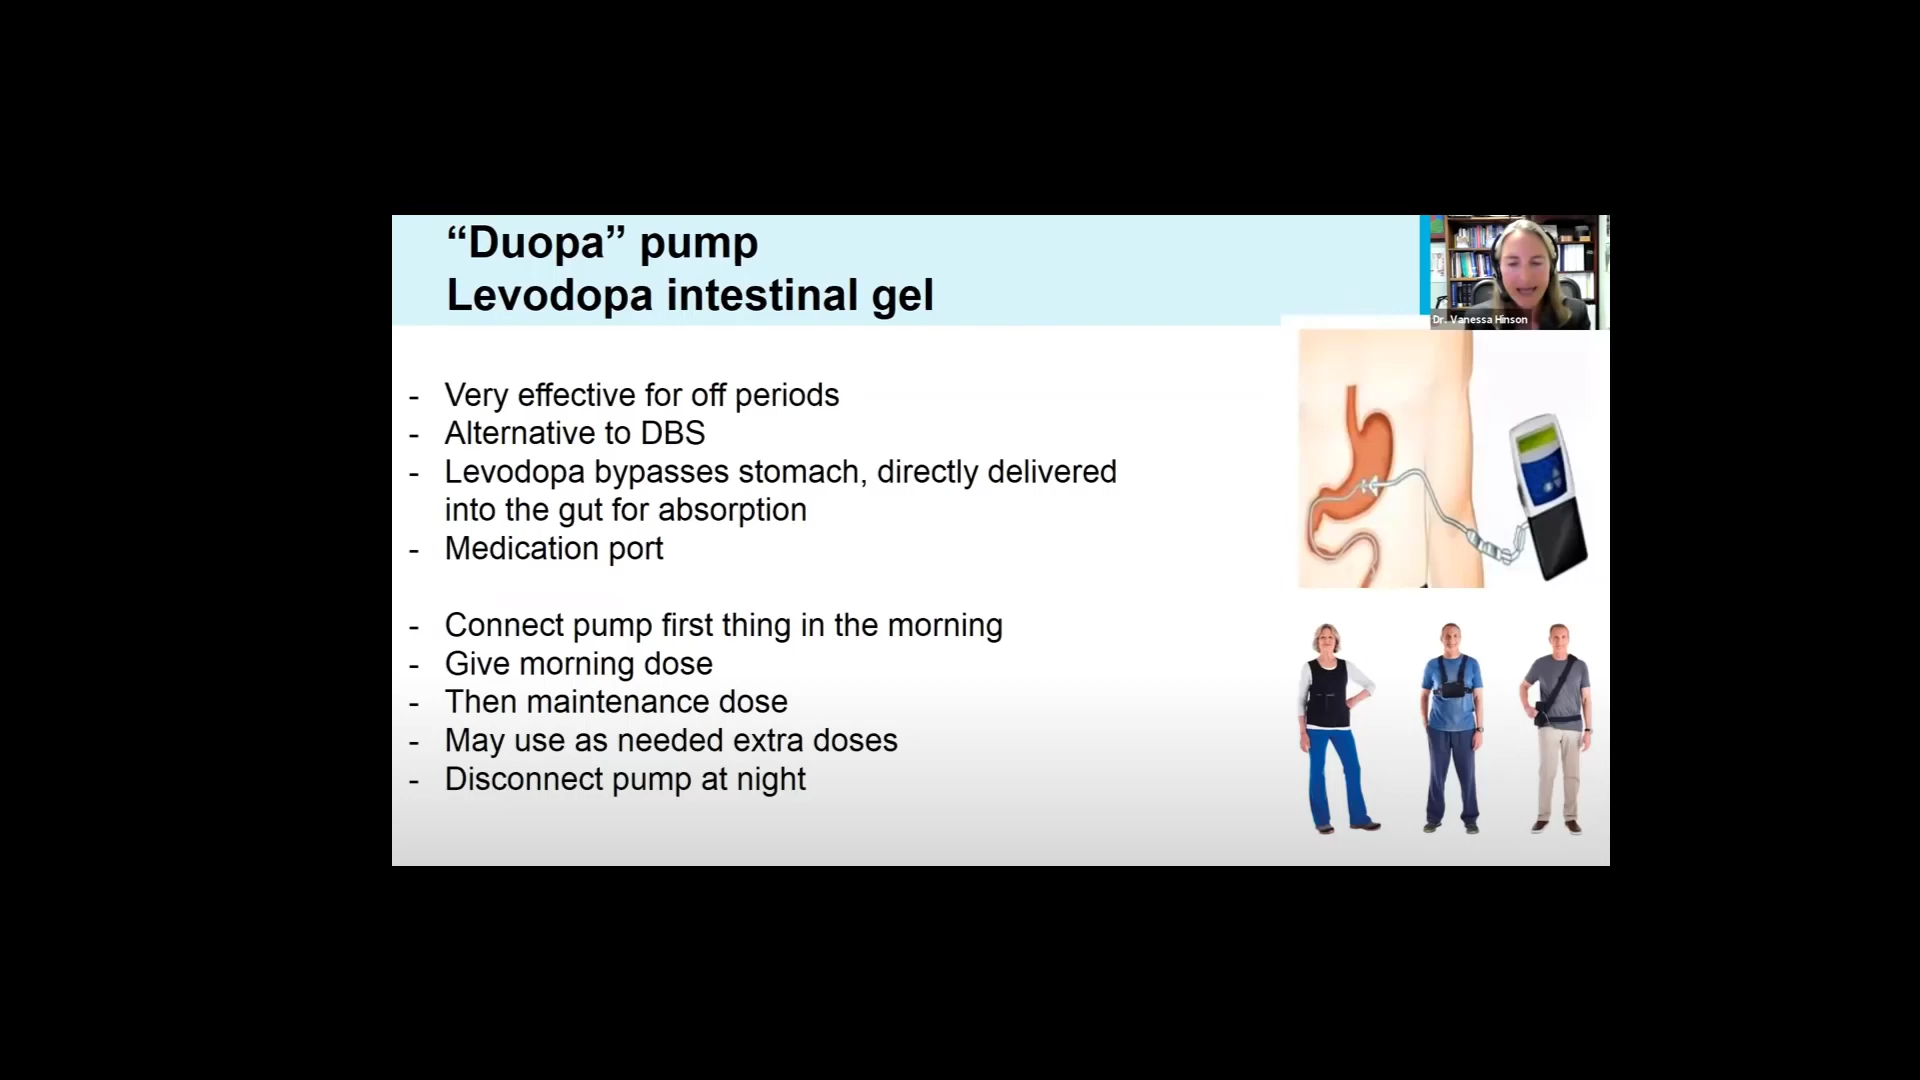 “Duopa” pump
Levodopa intestinal gel
Dr. Vanessa Hinson
- Very effective for off periods
- Alternative to DBS
- Levodopa bypasses stomach, directly delivered
into the gut for absorption
- Medication port
- Connect pump first thing in the morning
- Give morning dose
- Then maintenance dose
- May use as needed extra doses
- Disconnect pump at night